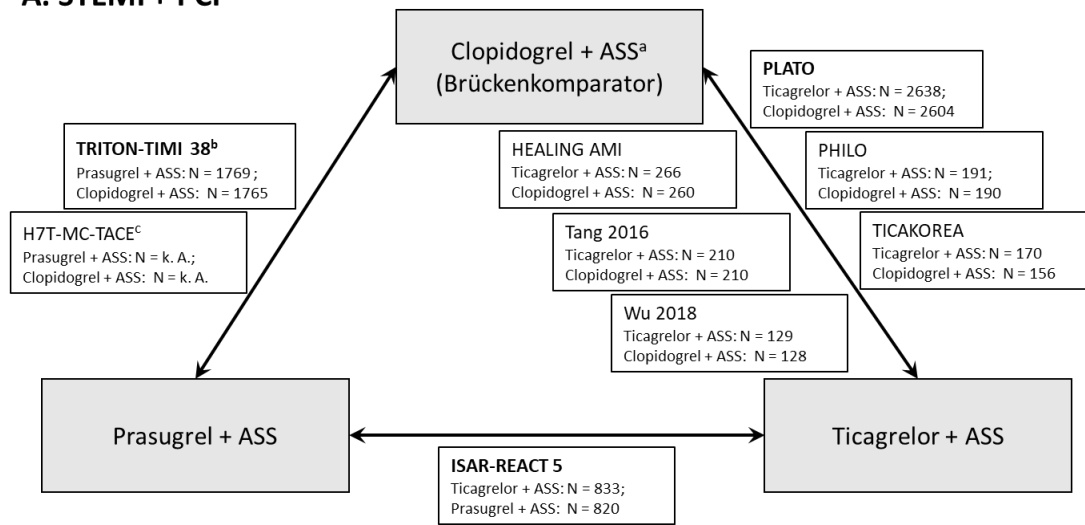 A. STEMI + PCI
Clopidogrel + ASSᵃ
(Brückenkomparator)
PLATO
Ticagrelor + ASS: N = 2638;
Clopidogrel + ASS: N = 2604
TRITON-TIMI 38ᵇ
Prasugrel + ASS: N = 1769 ;
Clopidogrel + ASS: N = 1765
HEALING AMI
Ticagrelor + ASS: N = 266
Clopidogrel + ASS: N = 260
PHILO
Ticagrelor + ASS: N = 191;
Clopidogrel + ASS: N = 190
H7T-MC-TACEᶜ
Prasugrel + ASS: N = k. A.;
Clopidogrel + ASS: N = k. A.
Tang 2016
Ticagrelor + ASS: N = 210
Clopidogrel + ASS: N = 210
TICAKOREA
Ticagrelor + ASS: N = 170
Clopidogrel + ASS: N = 156
Wu 2018
Ticagrelor + ASS: N = 129
Clopidogrel + ASS: N = 128
Prasugrel + ASS
Ticagrelor + ASS
ISAR-REACT 5
Ticagrelor + ASS: N = 833;
Prasugrel + ASS: N = 820